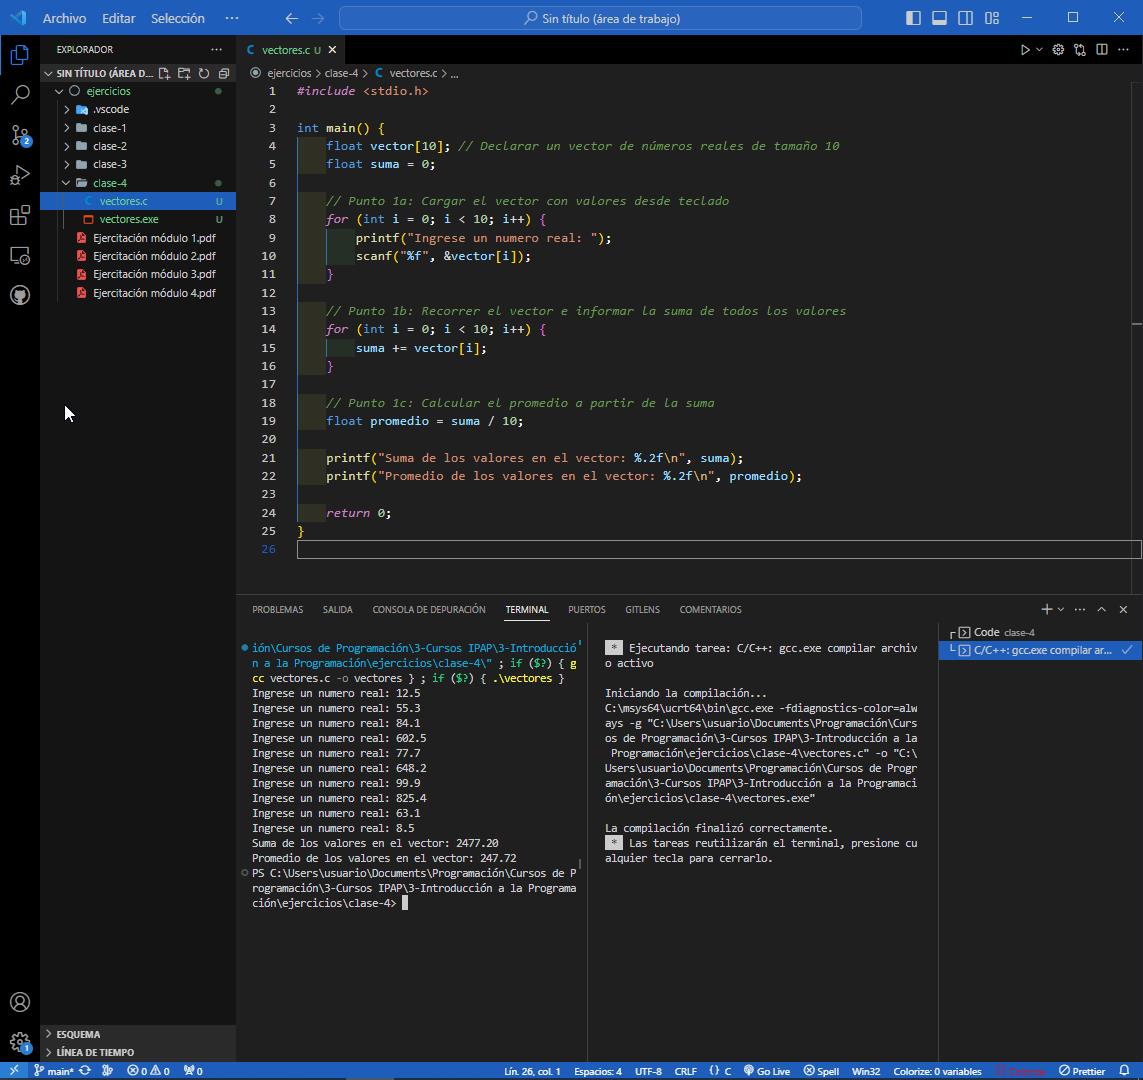 Archivo Editar Selección ··· Sin título (área de trabajo)
EXPLORADOR
SIN TÍTULO (ÁREA D...
ejercicios
.vscode
clase-1
clase-2
clase-3
clase-4
vectores.c U
vectores.exe U
Ejercitación módulo 1.pdf
Ejercitación módulo 2.pdf
Ejercitación módulo 3.pdf
Ejercitación módulo 4.pdf
ESQUEMA
LÍNEA DE TIEMPO
2
1
C vectores.c U
ejercicios > clase-4 > C vectores.c > ...
1 #include <stdio.h>
2
3 int main() {
4 float vector[10]; // Declarar un vector de números reales de tamaño 10
5 float suma = 0;
6
7 // Punto 1a: Cargar el vector con valores desde teclado
8 for (int i = 0; i < 10; i++) {
9 printf("Ingrese un numero real: ");
10 scanf("%f", &vector[i]);
11 }
12
13 // Punto 1b: Recorrer el vector e informar la suma de todos los valores
14 for (int i = 0; i < 10; i++) {
15 suma += vector[i];
16 }
17
18 // Punto 1c: Calcular el promedio a partir de la suma
19 float promedio = suma / 10;
20
21 printf("Suma de los valores en el vector: %.2f\n", suma);
22 printf("Promedio de los valores en el vector: %.2f\n", promedio);
23
24 return 0;
25 }
26
PROBLEMAS SALIDA CONSOLA DE DEPURACIÓN TERMINAL PUERTOS GITLENS COMENTARIOS
ión\Cursos de Programación\3-Cursos IPAP\3-Introducció
n a la Programación\ejercicios\clase-4\" ; if ($?) { g
cc vectores.c -o vectores } ; if ($?) { .\vectores }
Ingrese un numero real: 12.5
Ingrese un numero real: 55.3
Ingrese un numero real: 84.1
Ingrese un numero real: 602.5
Ingrese un numero real: 77.7
Ingrese un numero real: 648.2
Ingrese un numero real: 99.9
Ingrese un numero real: 825.4
Ingrese un numero real: 63.1
Ingrese un numero real: 8.5
Suma de los valores en el vector: 2477.20
Promedio de los valores en el vector: 247.72
PS C:\Users\usuario\Documents\Programación\Cursos de P
rogramación\3-Cursos IPAP\3-Introducción a la Programa
ción\ejercicios\clase-4>
* Ejecutando tarea: C/C++: gcc.exe compilar archiv
o activo
Iniciando la compilación...
C:\msys64\ucrt64\bin\gcc.exe -fdiagnostics-color=alw
ays -g "C:\Users\usuario\Documents\Programación\Curs
os de Programación\3-Cursos IPAP\3-Introducción a la
Programación\ejercicios\clase-4\vectores.c" -o "C:\
Users\usuario\Documents\Programación\Cursos de Progr
amación\3-Cursos IPAP\3-Introducción a la Programaci
ón\ejercicios\clase-4\vectores.exe"
La compilación finalizó correctamente.
* Las tareas reutilizarán el terminal, presione cu
alquier tecla para cerrarlo.
Code clase-4
C/C++: gcc.exe compilar ar...
main* 0 0 0 Lín. 26, col. 1 Espacios: 4 UTF-8 CRLF {} C Go Live Spell Win32 Colorize: 0 variables Prettier